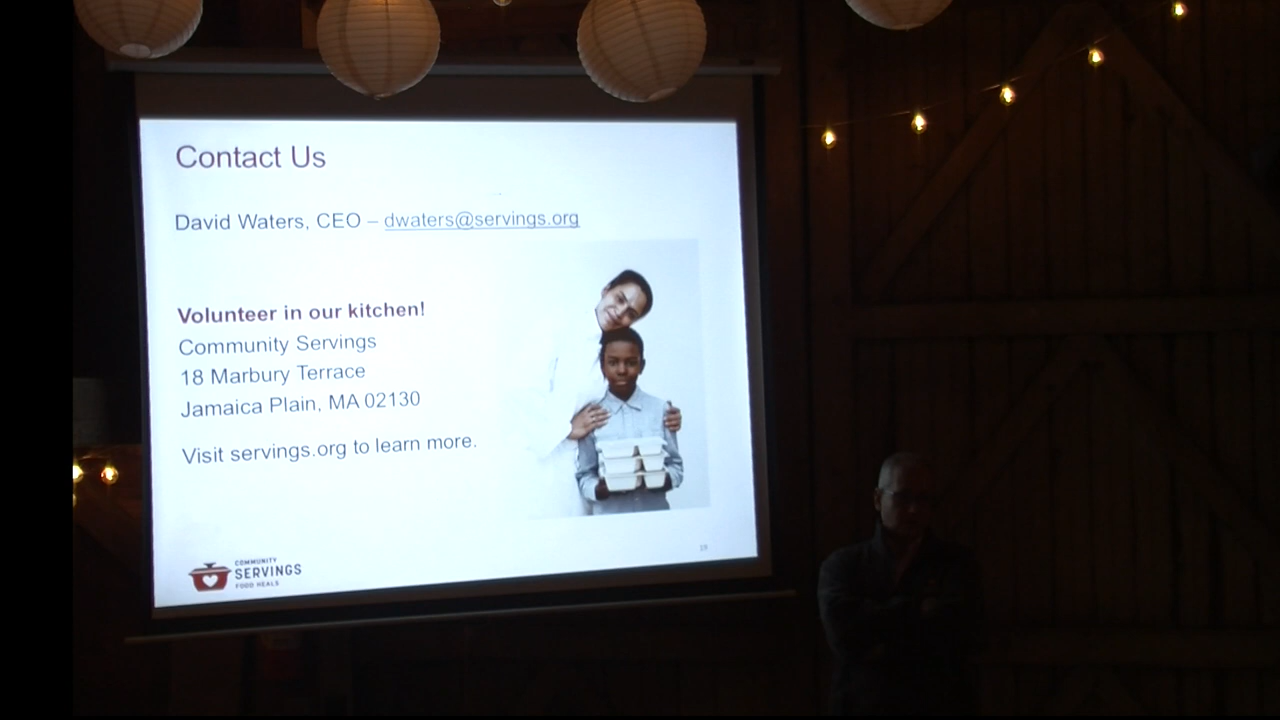 Contact Us
David Waters, CEO – dwaters@servings.org
Volunteer in our kitchen!
Community Servings
18 Marbury Terrace
Jamaica Plain, MA 02130
Visit servings.org to learn more.
COMMUNITY
SERVINGS
FOOD HEALS